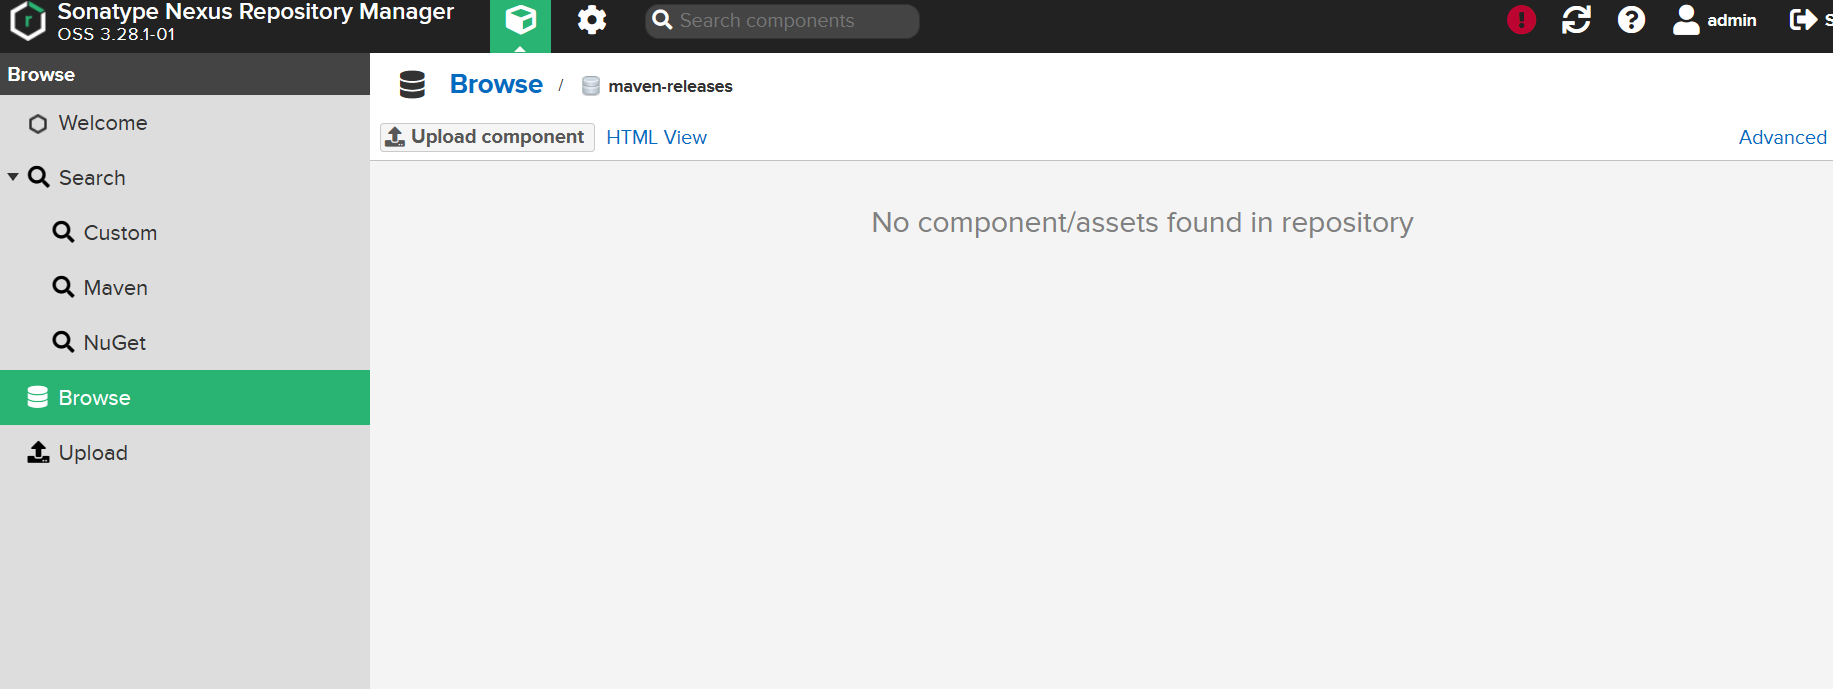 Sonatype Nexus Repository Manager
OSS 3.28.1-01
Search components
admin
S
Browse
Welcome
Search
Custom
Maven
NuGet
Browse
Upload
Browse / maven-releases
Upload component
HTML View
Advanced
No component/assets found in repository